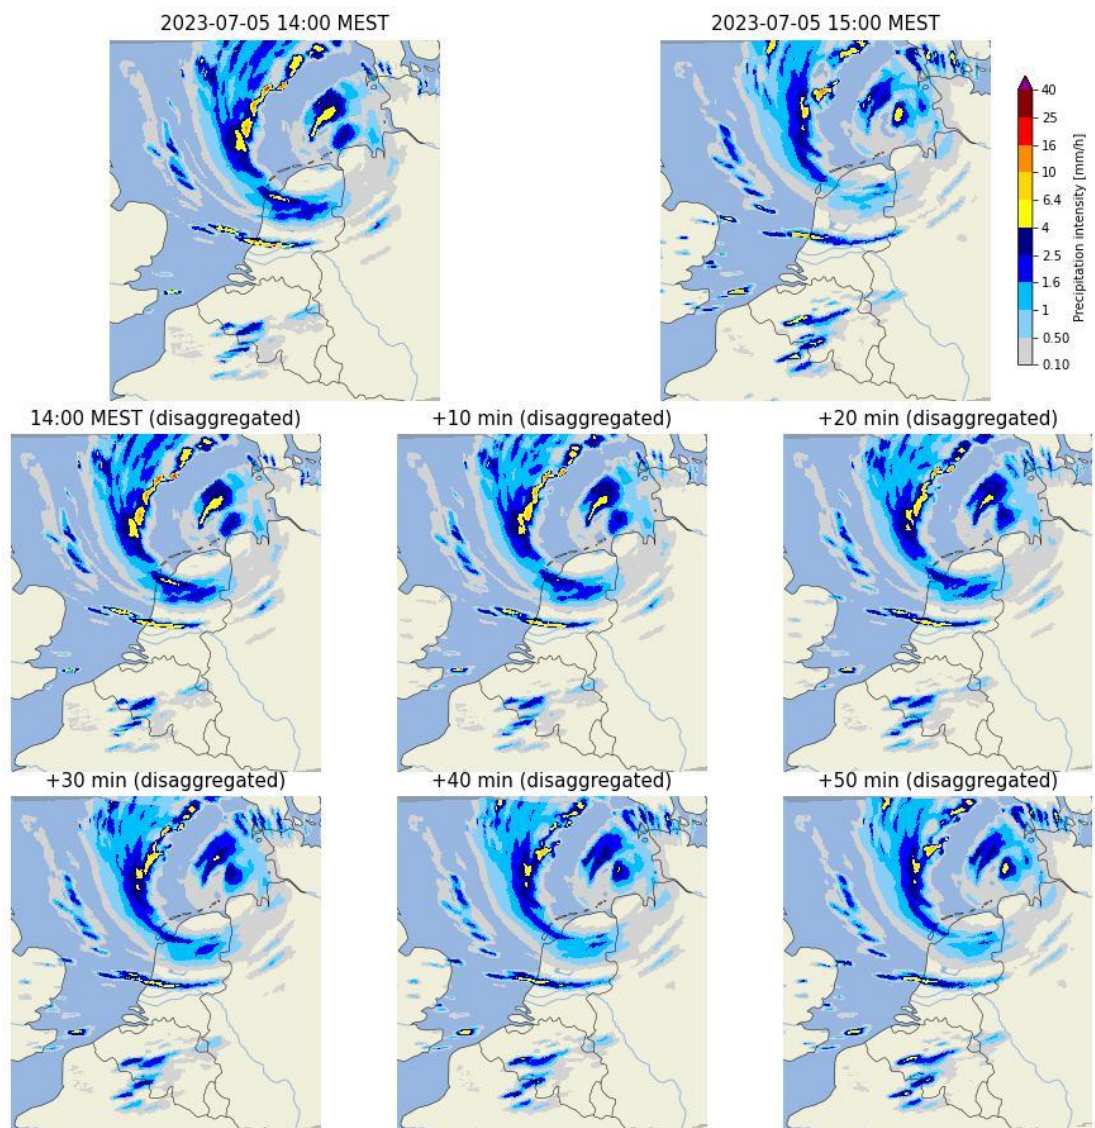 2023-07-05 14:00 MEST
2023-07-05 15:00 MEST
40
25
16
10
6.4
4
2.5
1.6
1
0.50
0.10
Precipitation intensity [mm/h]
14:00 MEST (disaggregated)
+10 min (disaggregated)
+20 min (disaggregated)
+30 min (disaggregated)
+40 min (disaggregated)
+50 min (disaggregated)